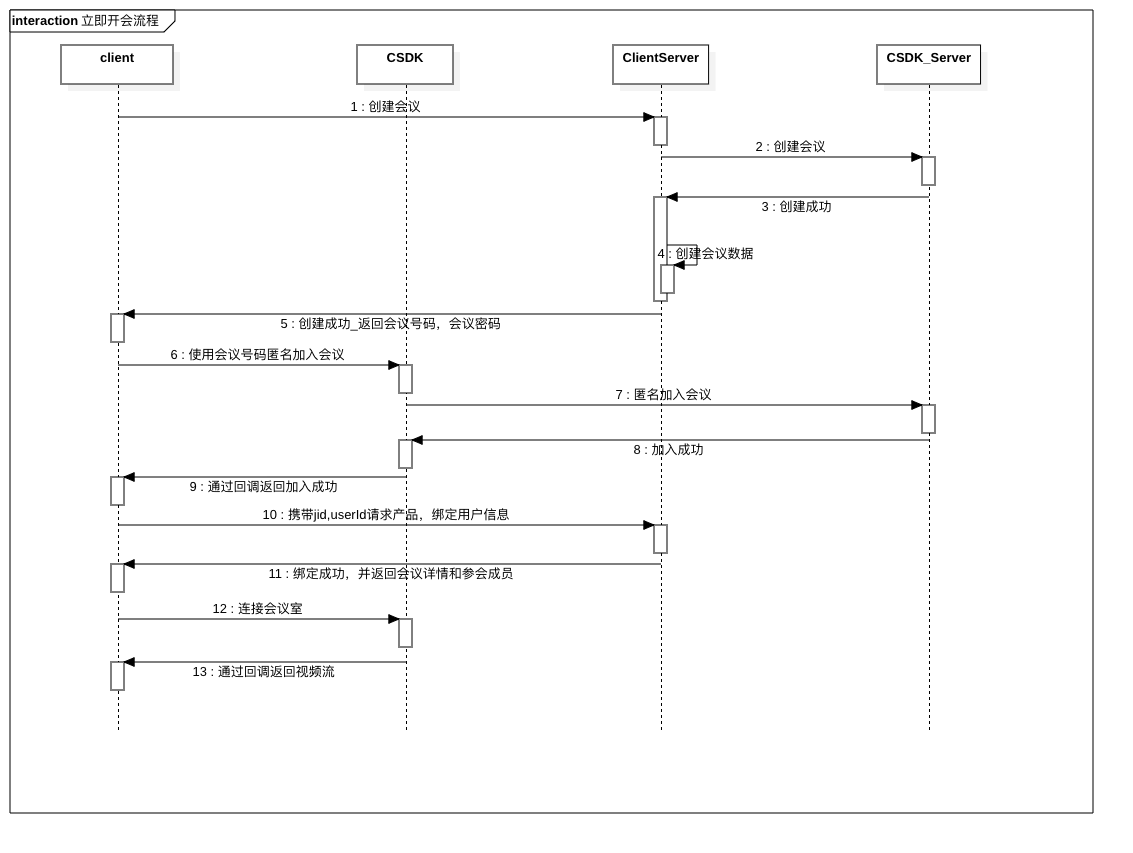 interaction 立即开会流程
client
CSDK
ClientServer
CSDK_Server
1 : 创建会议
2 : 创建会议
3 : 创建成功
4 : 创建会议数据
5 : 创建成功_返回会议号码，会议密码
6 : 使用会议号码匿名加入会议
7 : 匿名加入会议
8 : 加入成功
9 : 通过回调返回加入成功
10 : 携带jid,userId请求产品，绑定用户信息
11 : 绑定成功，并返回会议详情和参会成员
12 : 连接会议室
13 : 通过回调返回视频流